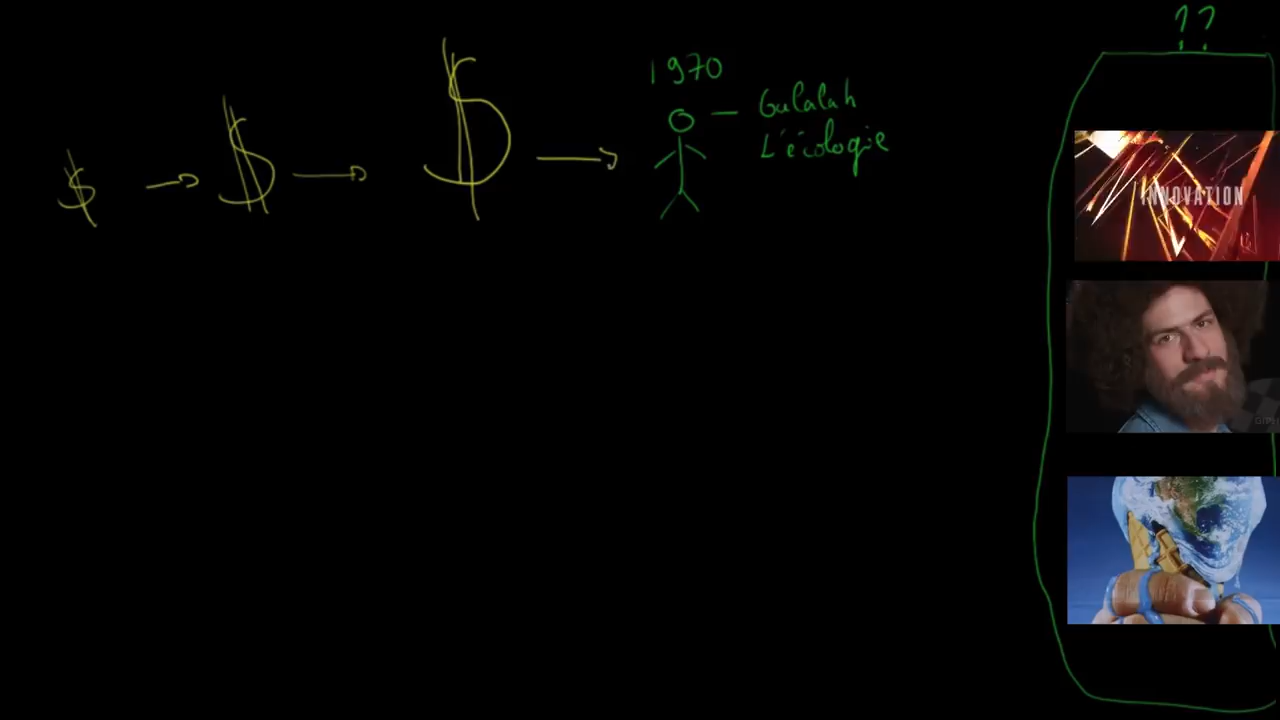 $ → $ → $ →
1970
Gulalah
L'écologie
??
INNOVATION